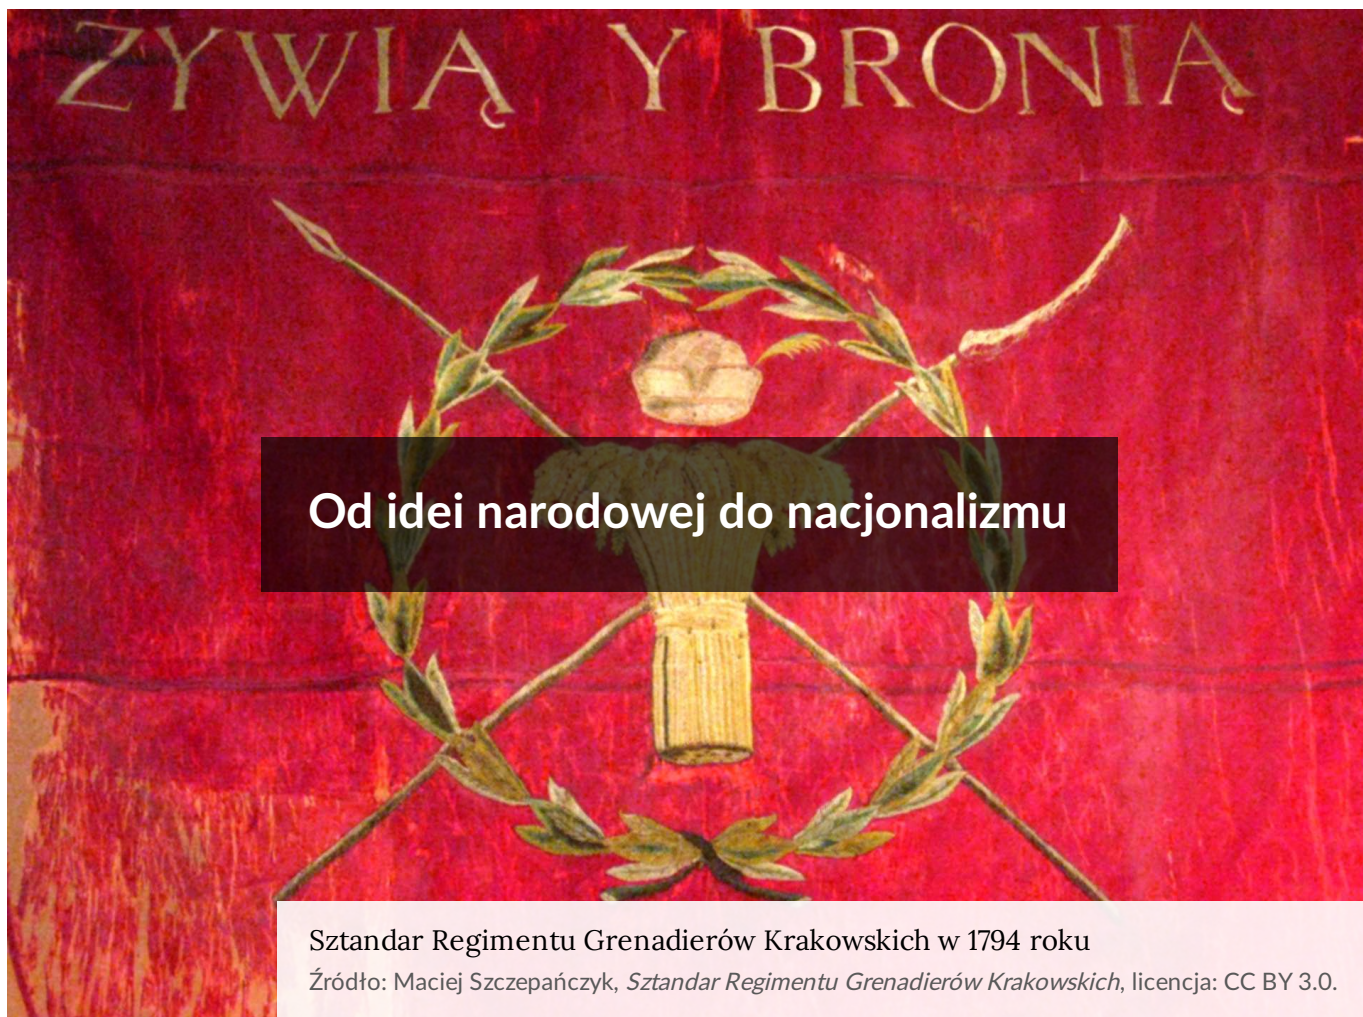 ZYWIĄ Y BRONIĄ
Od idei narodowej do nacjonalizmu
Sztandar Regimentu Grenadierów Krakowskich w 1794 roku
Źródło: Maciej Szczepańczyk, Sztandar Regimentu Grenadierów Krakowskich, licencja: CC BY 3.0.